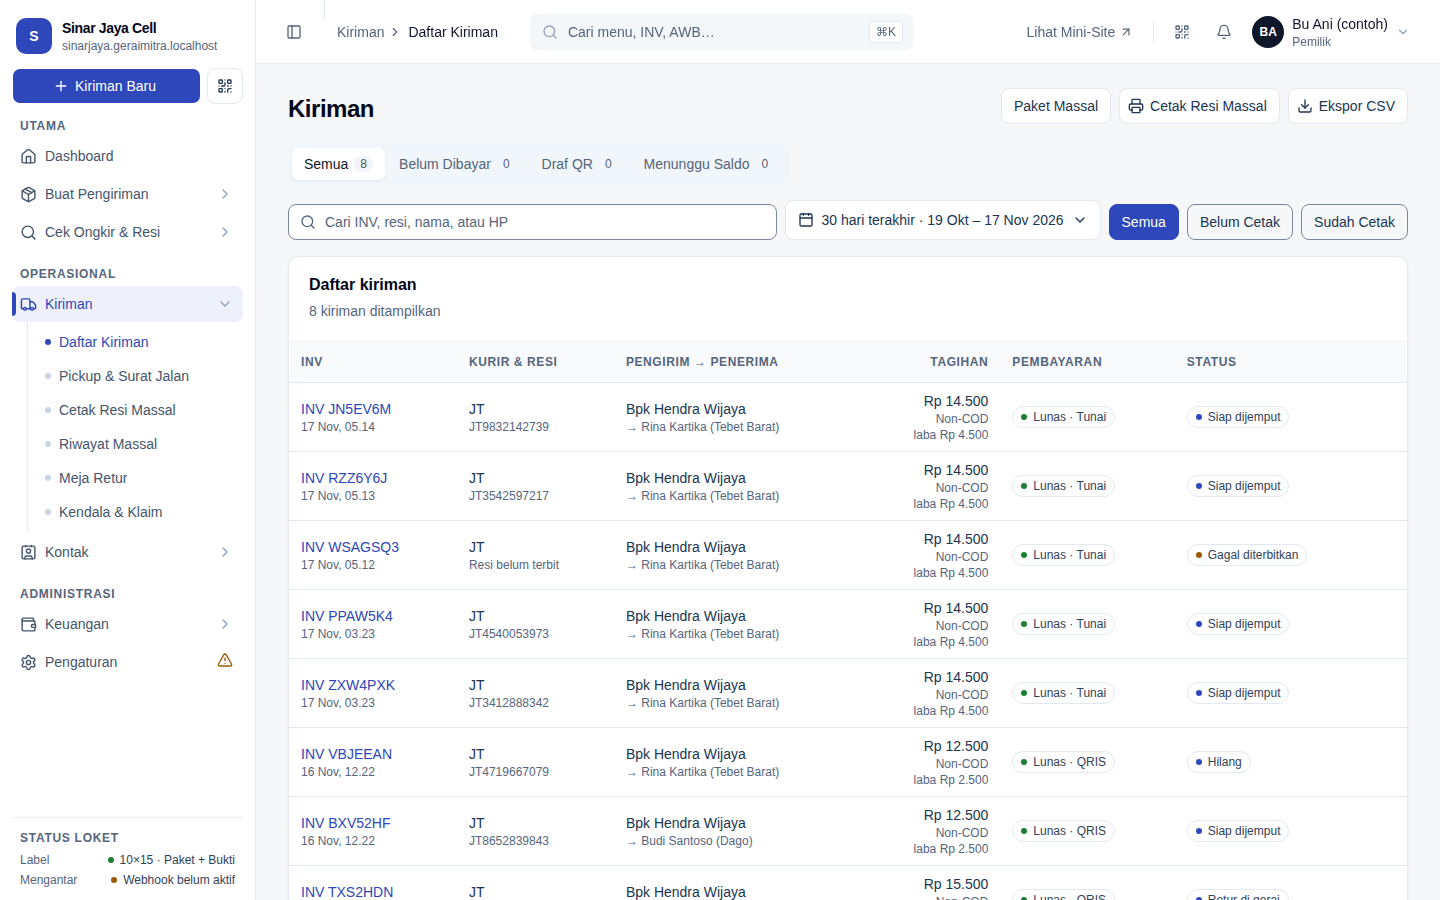 S
Sinar Jaya Cell
sinarjaya.geraimitra.localhost
Kiriman Baru
UTAMA
Dashboard
Buat Pengiriman
Cek Ongkir & Resi
OPERASIONAL
Kiriman
Daftar Kiriman
Pickup & Surat Jalan
Cetak Resi Massal
Riwayat Massal
Meja Retur
Kendala & Klaim
Kontak
ADMINISTRASI
Keuangan
Pengaturan
STATUS LOKET
Label 10×15 · Paket + Bukti
Mengantar Webhook belum aktif
Kiriman > Daftar Kiriman
Cari menu, INV, AWB… ⌘K
Lihat Mini-Site
BA
Bu Ani (contoh)
Pemilik
Kiriman
Paket Massal Cetak Resi Massal Ekspor CSV
Semua 8 Belum Dibayar 0 Draf QR 0 Menunggu Saldo 0
Cari INV, resi, nama, atau HP
30 hari terakhir · 19 Okt – 17 Nov 2026
Semua Belum Cetak Sudah Cetak
Daftar kiriman
8 kiriman ditampilkan
INV KURIR & RESI PENGIRIM → PENERIMA TAGIHAN PEMBAYARAN STATUS
INV JN5EV6M JT Bpk Hendra Wijaya Rp 14.500 Lunas · Tunai Siap dijemput
17 Nov, 05.14 JT9832142739 → Rina Kartika (Tebet Barat) Non-COD
laba Rp 4.500
INV RZZ6Y6J JT Bpk Hendra Wijaya Rp 14.500 Lunas · Tunai Siap dijemput
17 Nov, 05.13 JT3542597217 → Rina Kartika (Tebet Barat) Non-COD
laba Rp 4.500
INV WSAGSQ3 JT Bpk Hendra Wijaya Rp 14.500 Lunas · Tunai Gagal diterbitkan
17 Nov, 05.12 Resi belum terbit → Rina Kartika (Tebet Barat) Non-COD
laba Rp 4.500
INV PPAW5K4 JT Bpk Hendra Wijaya Rp 14.500 Lunas · Tunai Siap dijemput
17 Nov, 03.23 JT4540053973 → Rina Kartika (Tebet Barat) Non-COD
laba Rp 4.500
INV ZXW4PXK JT Bpk Hendra Wijaya Rp 14.500 Lunas · Tunai Siap dijemput
17 Nov, 03.23 JT3412888342 → Rina Kartika (Tebet Barat) Non-COD
laba Rp 4.500
INV VBJEEAN JT Bpk Hendra Wijaya Rp 12.500 Lunas · QRIS Hilang
16 Nov, 12.22 JT4719667079 → Rina Kartika (Tebet Barat) Non-COD
laba Rp 2.500
INV BXV52HF JT Bpk Hendra Wijaya Rp 12.500 Lunas · QRIS Siap dijemput
16 Nov, 12.22 JT8652839843 → Budi Santoso (Dago) Non-COD
laba Rp 2.500
INV TXS2HDN JT Bpk Hendra Wijaya Rp 15.500 Lunas · QRIS Retur di gerai
Non-COD